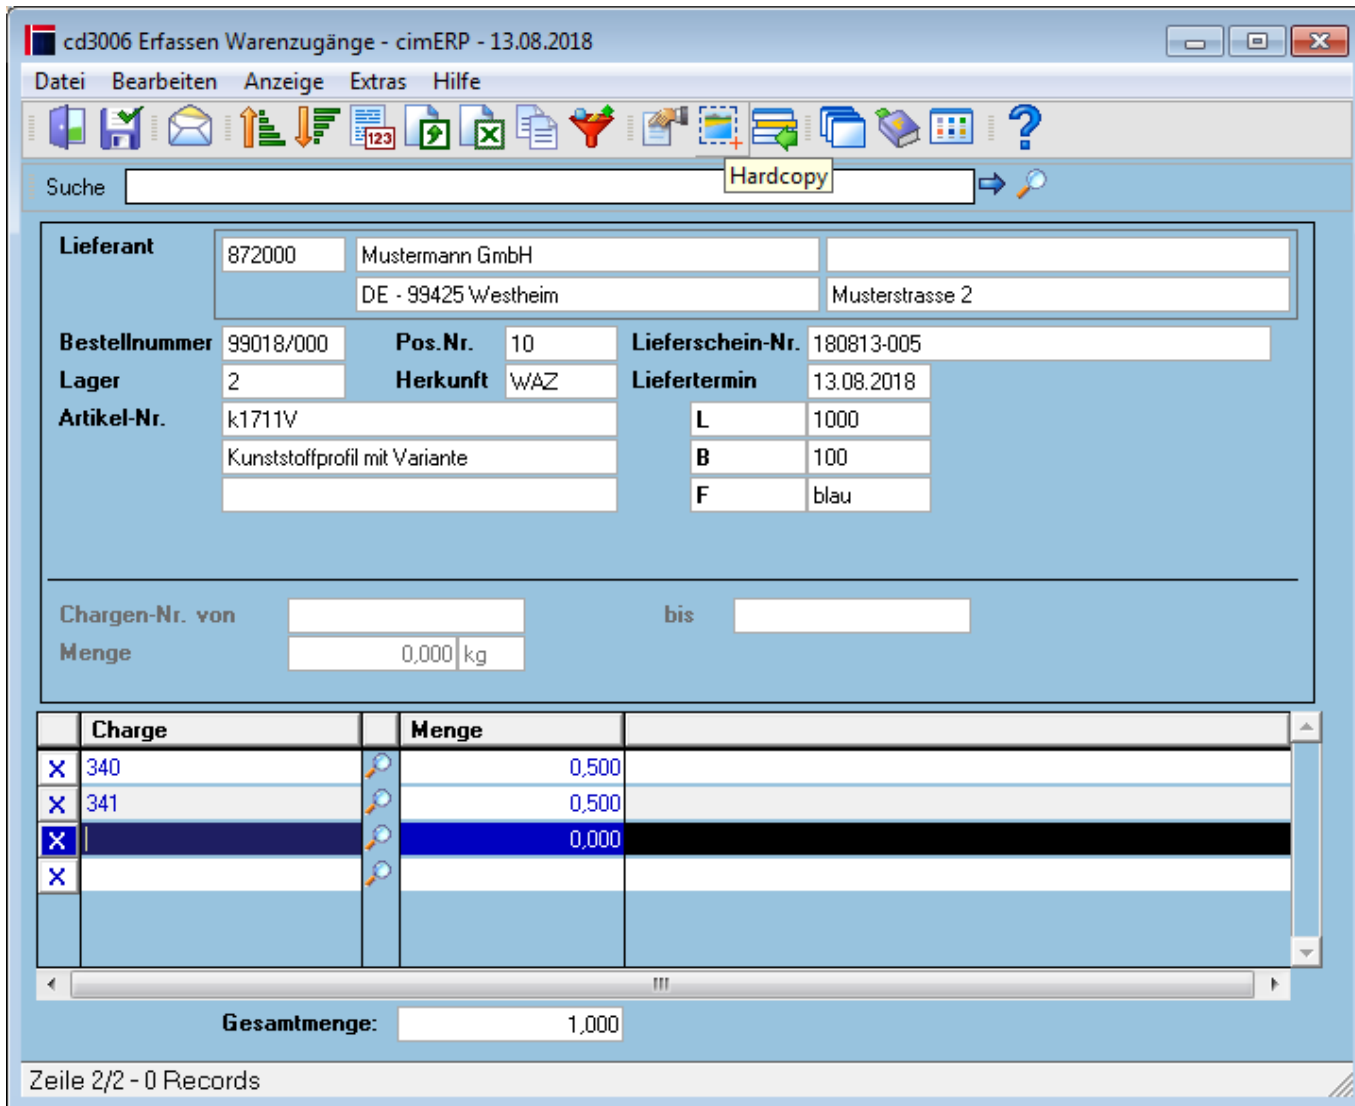 cd3006 Erfassen Warenzugänge - cimERP - 13.08.2018
Datei Bearbeiten Anzeige Extras Hilfe
123
Hardcopy
Suche
Lieferant 872000 Mustermann GmbH
DE - 99425 Westheim Musterstrasse 2
Bestellnummer 99018/000 Pos.Nr. 10 Lieferschein-Nr. 180813-005
Lager 2 Herkunft WAZ Liefertermin 13.08.2018
Artikel-Nr. k1711V L 1000
Kunststoffprofil mit Variante B 100
F blau
Chargen-Nr. von bis
Menge 0,000 kg
Charge Menge
X 340 0,500
X 341 0,500
X 0,000
X
Gesamtmenge: 1,000
Zeile 2/2 - 0 Records